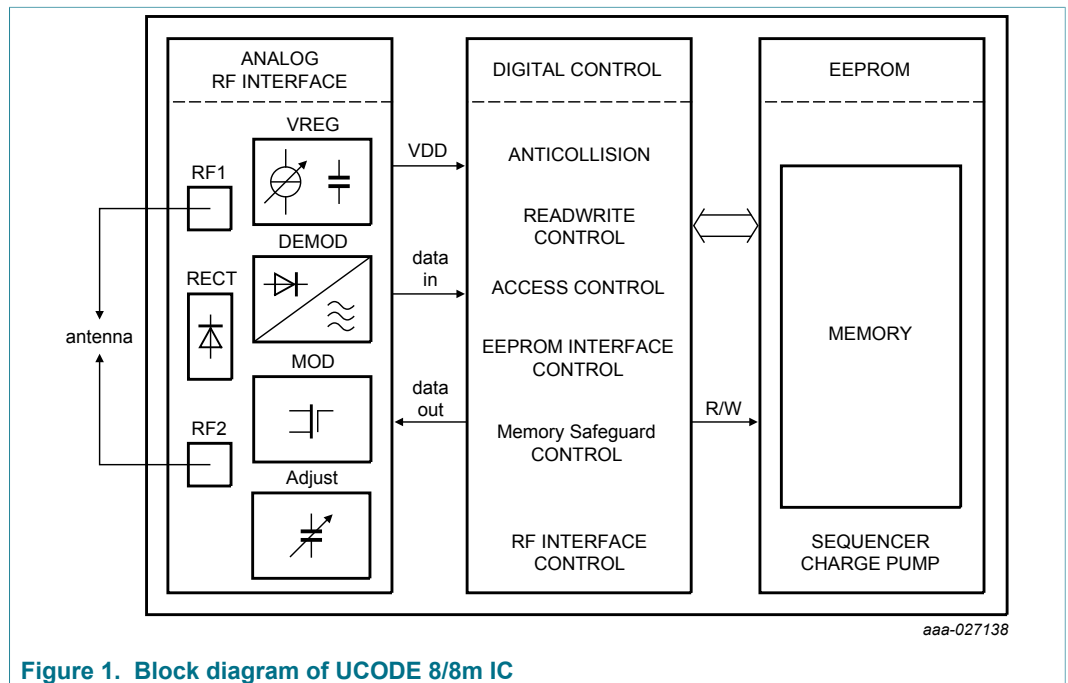 ANALOG
RF INTERFACE
VREG
RF1
DEMOD
RECT
antenna
MOD
RF2
Adjust
VDD
data
in
data
out
DIGITAL CONTROL
ANTICOLLISION
READWRITE
CONTROL
ACCESS CONTROL
EEPROM INTERFACE
CONTROL
Memory Safeguard
CONTROL
RF INTERFACE
CONTROL
R/W
EEPROM
MEMORY
SEQUENCER
CHARGE PUMP
aaa-027138
Figure 1. Block diagram of UCODE 8/8m IC